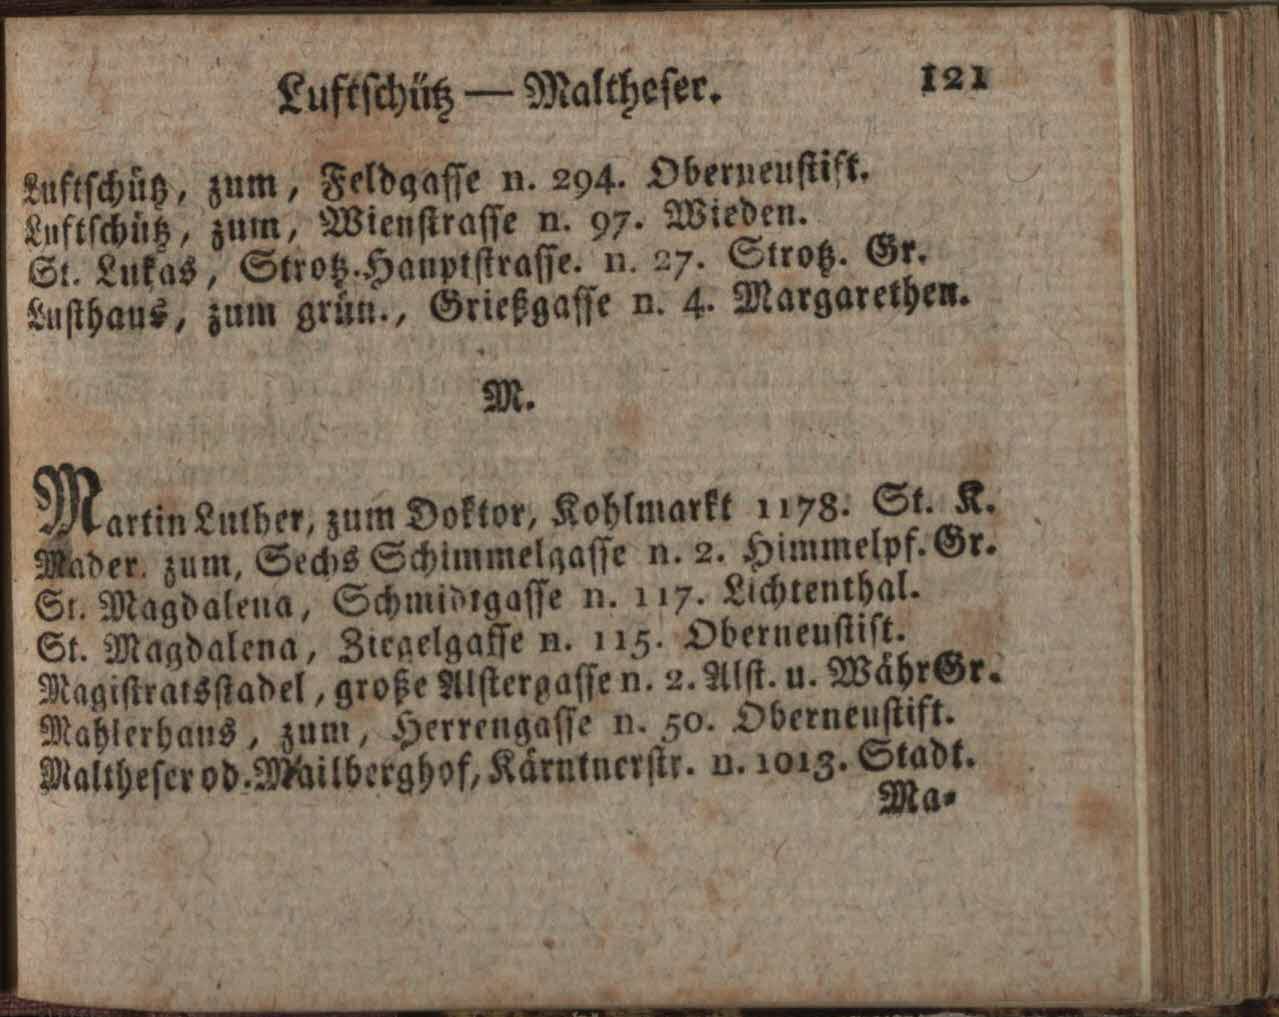 Luftschütz — Maltheser. 121
Luftschütz, zum, Feldgasse n. 294. Oberneustift.
Luftschütz, zum, Wienstrasse n. 97. Wieden.
St. Lukas, Strotz.Hauptstrasse. n. 27. Strotz. Gr.
Lusthaus, zum grün., Grießgasse n. 4. Margarethen.
M.
Martin Luther, zum Doktor, Kohlmarkt 1178. St. K.
Mader. zum, Sechs Schimmelgasse n. 2. Himmelpf. Gr.
St. Magdalena, Schmidtgasse n. 117. Lichtenthal.
St. Magdalena, Ziegelgasse n. 115. Oberneustift.
Magistratsstadel, große Alstergasse n. 2. Alst. u. Währ Gr.
Mahlerhaus, zum, Herrengasse n. 50. Oberneustift.
Maltheser od. Mailberghof, Kärntnerstr. n. 1013. Stadt.
Ma-